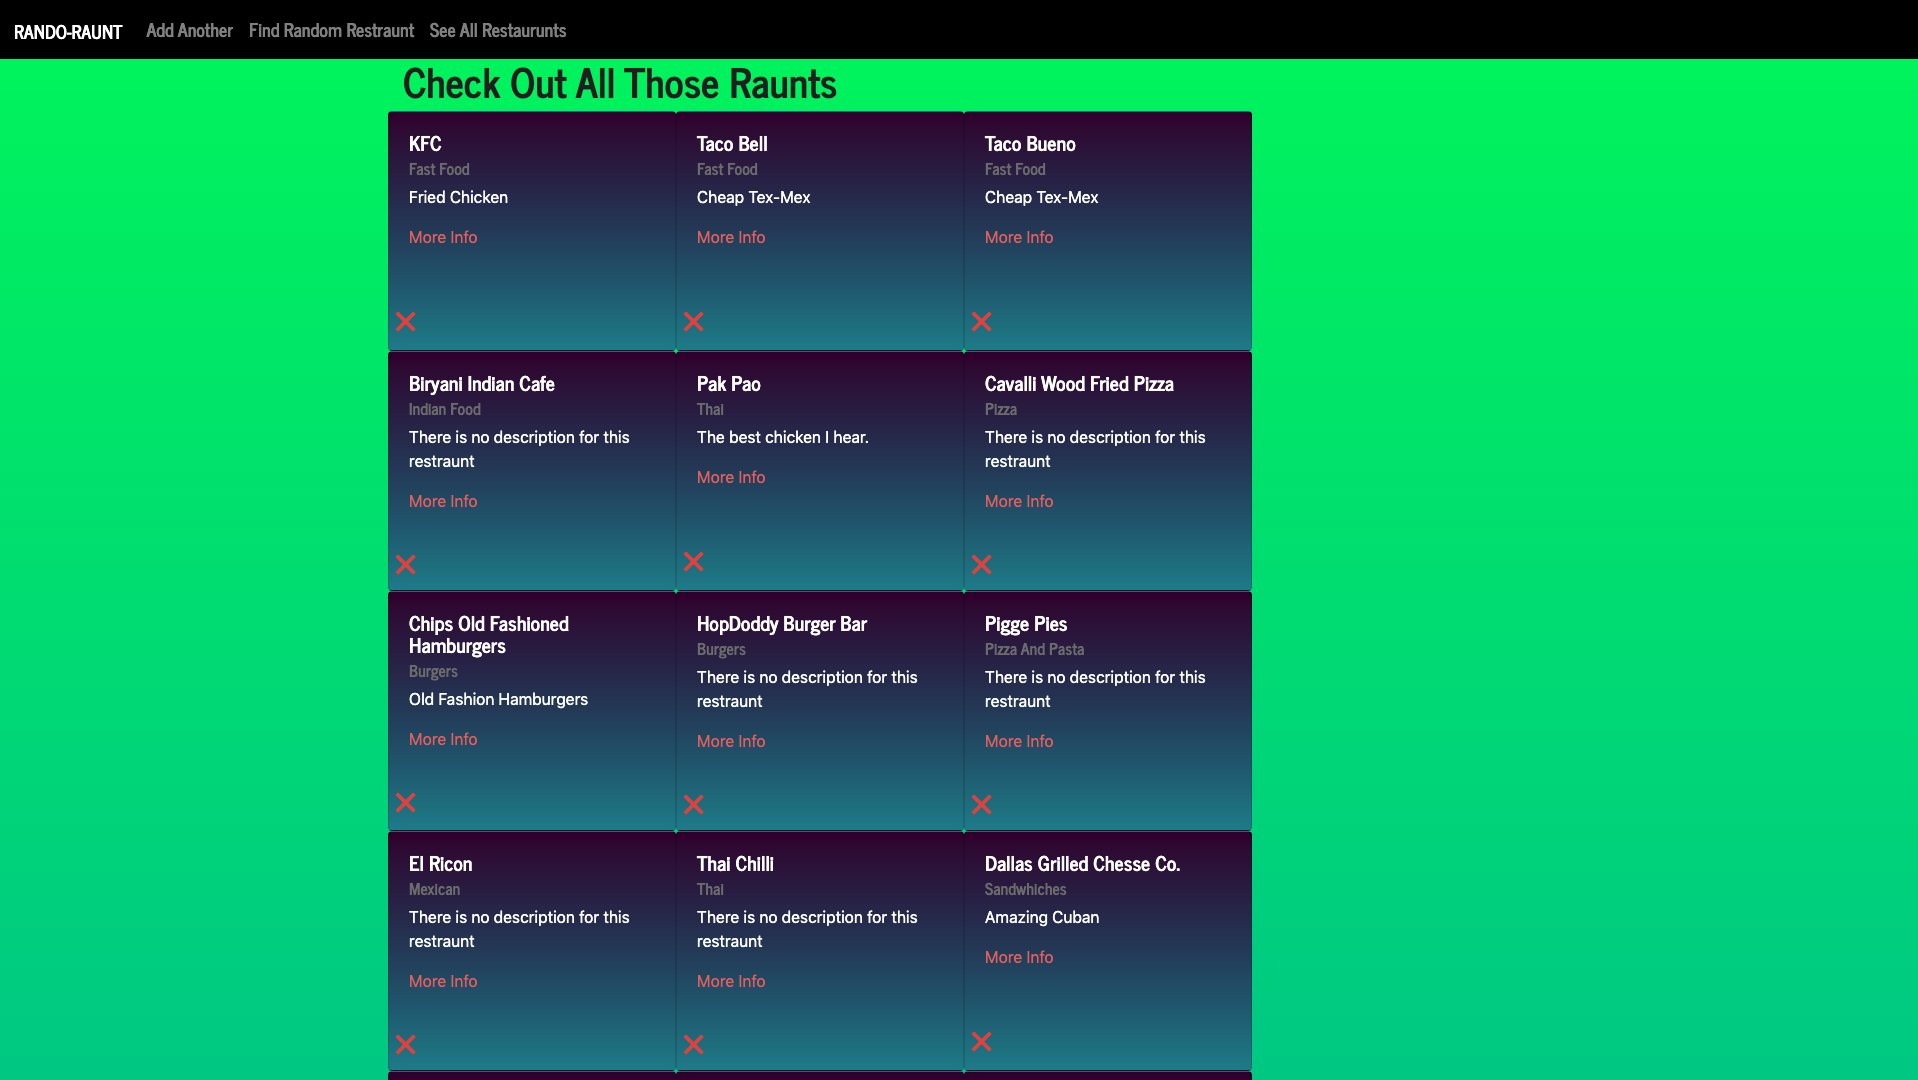 RANDO-RAUNT Add Another Find Random Restraunt See All Restaurunts
Check Out All Those Raunts
KFC
Fast Food
Fried Chicken
More Info
Taco Bell
Fast Food
Cheap Tex-Mex
More Info
Taco Bueno
Fast Food
Cheap Tex-Mex
More Info
Biryani Indian Cafe
Indian Food
There is no description for this
restraunt
More Info
Pak Pao
Thai
The best chicken I hear.
More Info
Cavalli Wood Fried Pizza
Pizza
There is no description for this
restraunt
More Info
Chips Old Fashioned
Hamburgers
Burgers
Old Fashion Hamburgers
More Info
HopDoddy Burger Bar
Burgers
There is no description for this
restraunt
More Info
Pigge Pies
Pizza And Pasta
There is no description for this
restraunt
More Info
El Ricon
Mexican
There is no description for this
restraunt
More Info
Thai Chilli
Thai
There is no description for this
restraunt
More Info
Dallas Grilled Chesse Co.
Sandwhiches
Amazing Cuban
More Info